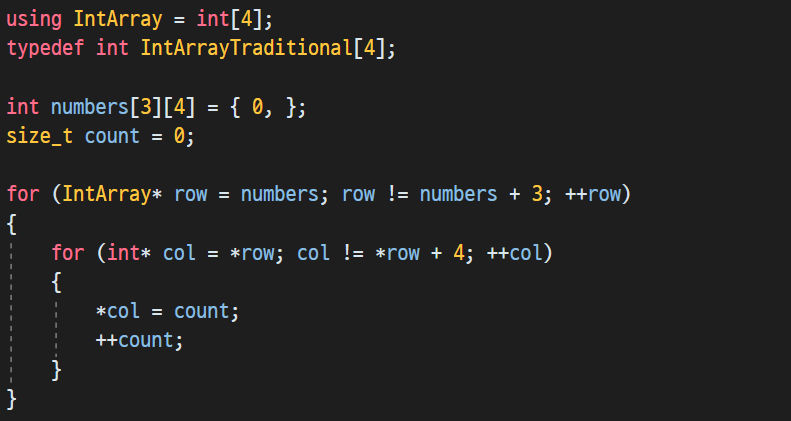 using IntArray = int[4];
typedef int IntArrayTraditional[4];

int numbers[3][4] = { 0, };
size_t count = 0;

for (IntArray* row = numbers; row != numbers + 3; ++row)
{
    for (int* col = *row; col != *row + 4; ++col)
    {
        *col = count;
        ++count;
    }
}